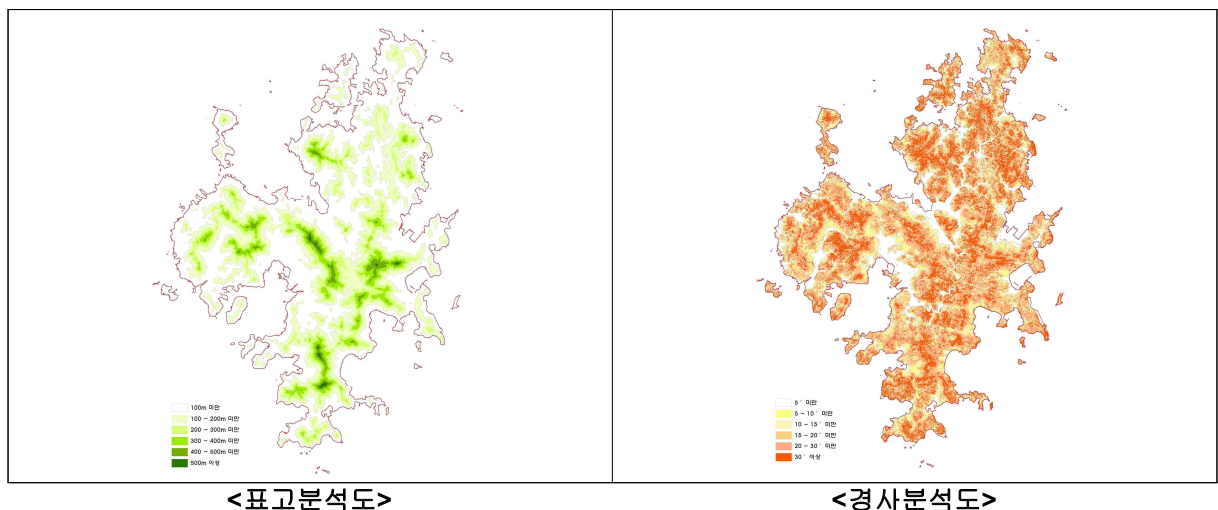 100m 미만
100 - 200m 미만
200 - 300m 미만
300 - 400m 미만
400 - 500m 미만
500m 이상
<표고분석도>
5˚ 미만
5 - 10˚ 미만
10 - 15˚ 미만
15 - 20˚ 미만
20 - 30˚ 미만
30˚ 이상
<경사분석도>